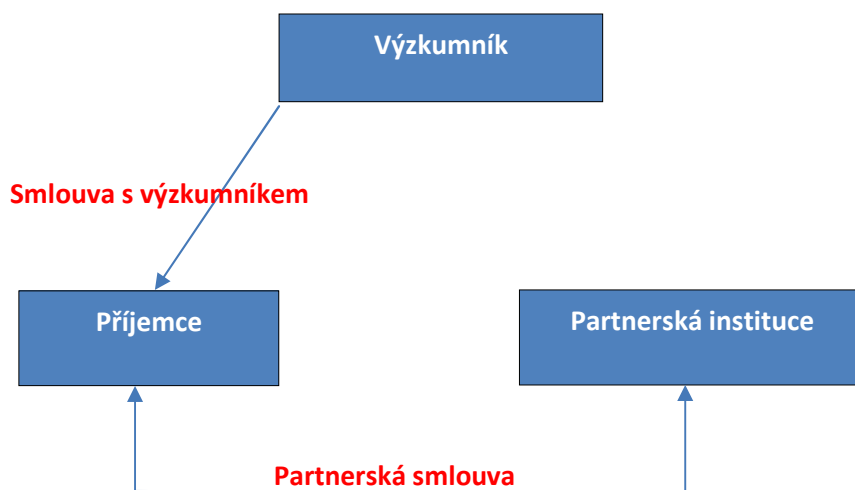 Výzkumník
Smlouva s výzkumníkem
Příjemce
Partnerská instituce
Partnerská smlouva